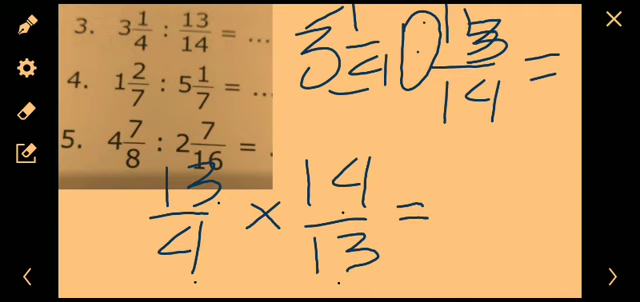 3. 3 1/4 : 13/14 = ...
4. 1 2/7 : 5 1/7 = ...
5. 4 7/8 : 2 7/16 = .
3 1/4 : 13/14 =
13/4 × 14/13 =